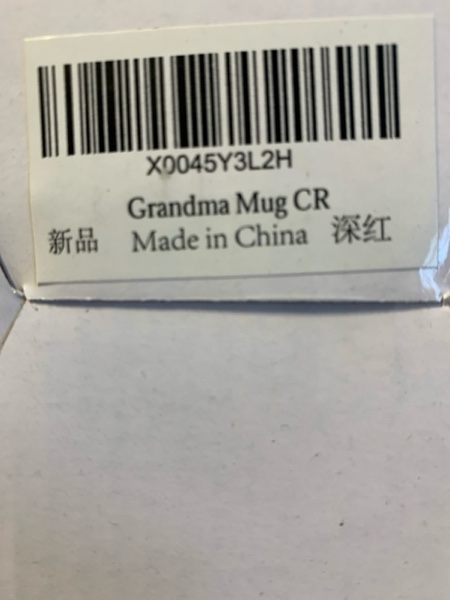 X0045Y3L2H
Grandma Mug CR
新品 Made in China 深红